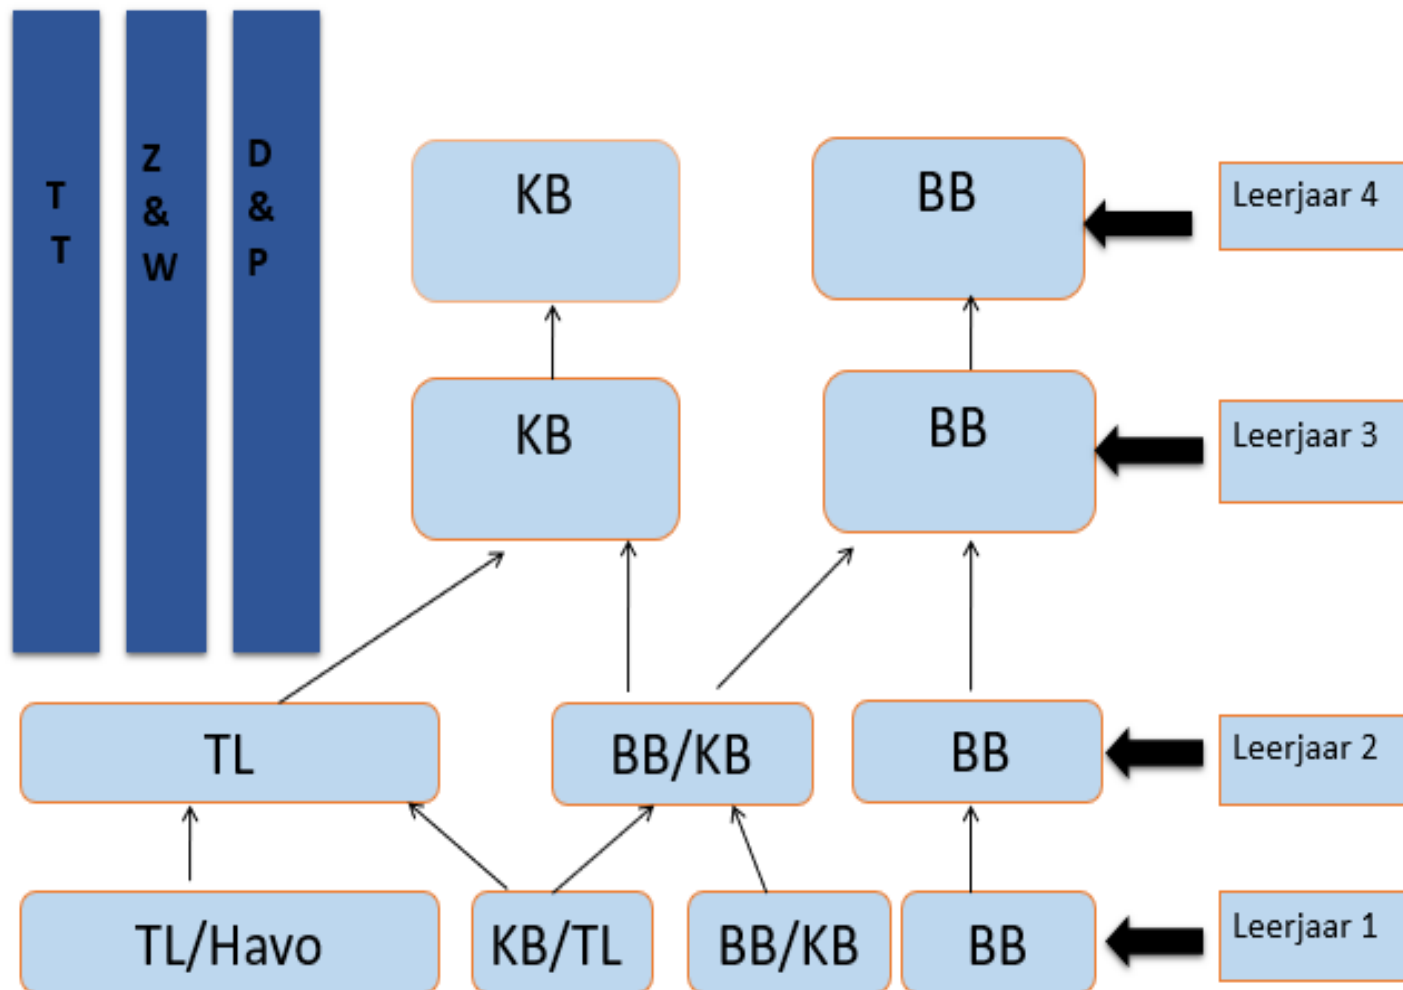 T
T
Z
&
W
D
&
P
KB
BB
Leerjaar 4
KB
BB
Leerjaar 3
TL
BB/KB
BB
Leerjaar 2
TL/Havo
KB/TL
BB/KB
BB
Leerjaar 1